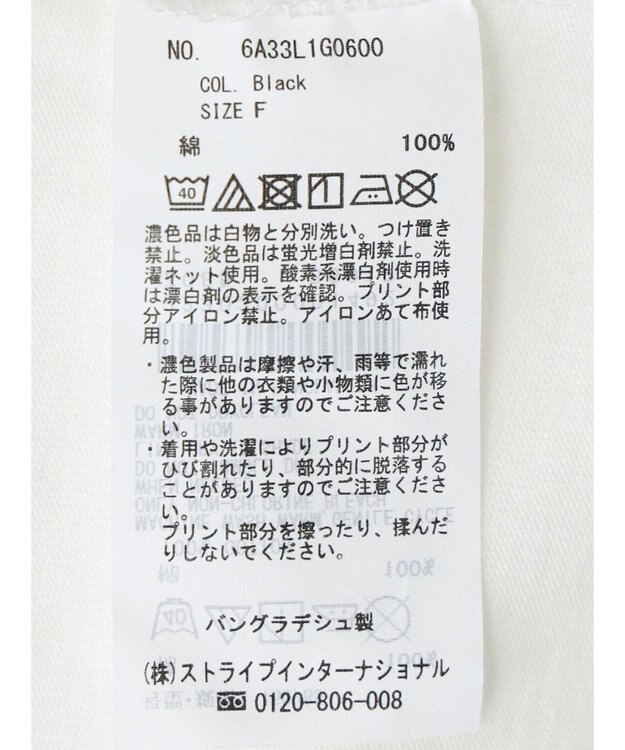 NO. 6A33L1G0600
COL. Black
SIZE F
綿 100%
40
濃色品は白物と分別洗い。つけ置き
禁止。淡色品は蛍光増白剤禁止。洗
濯ネット使用。酸素系漂白剤使用時
は漂白剤の表示を確認。プリント部
分アイロン禁止。アイロンあて布使
用。
・濃色製品は摩擦や汗、雨等で濡れ
た際に他の衣類や小物類に色が移
る事がありますのでご注意くださ
い。
・着用や洗濯によりプリント部分が
ひび割れたり、部分的に脱落する
ことがありますのでご注意くださ
い。
プリント部分を擦ったり、揉んだ
りしないでください。
バングラデシュ製
(株)ストライプインターナショナル
0120-806-008